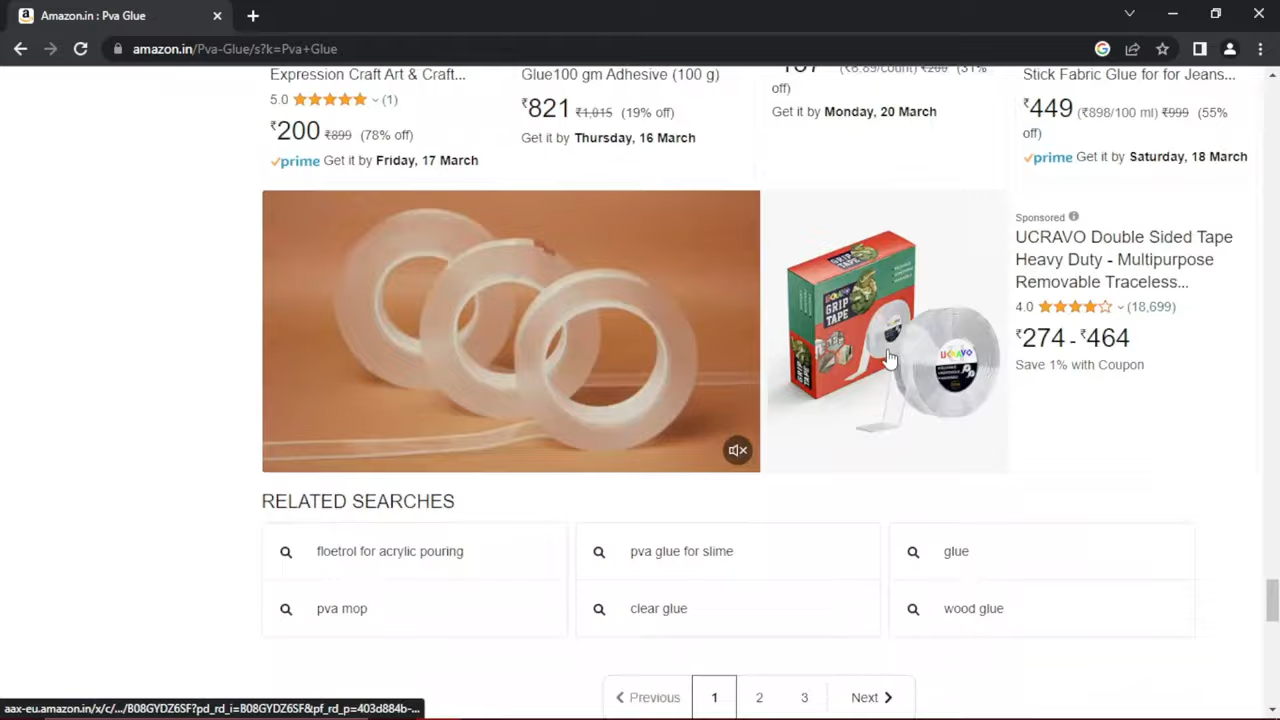 Amazon.in : Pva Glue
amazon.in/Pva-Glue/s?k=Pva+Glue
Expression Craft Art & Craft...
5.0 (1)
₹200 ₹899 (78% off)
prime Get it by Friday, 17 March
Glue100 gm Adhesive (100 g)
₹821 ₹1,015 (19% off)
Get it by Thursday, 16 March
off)
Get it by Monday, 20 March
Stick Fabric Glue for for Jeans...
₹449 (₹898/100 ml) ₹999 (55%
off)
prime Get it by Saturday, 18 March
GRIP
TAPE
UCRAVO
Sponsored
UCRAVO Double Sided Tape
Heavy Duty - Multipurpose
Removable Traceless...
4.0 (18,699)
₹274 - ₹464
Save 1% with Coupon
RELATED SEARCHES
floetrol for acrylic pouring
pva glue for slime
glue
pva mop
clear glue
wood glue
Previous 1 2 3 Next
aax-eu.amazon.in/x/c/.../B08GYDZ6SF?pd_rd_i=B08GYDZ6SF&pf_rd_p=403d884b-...